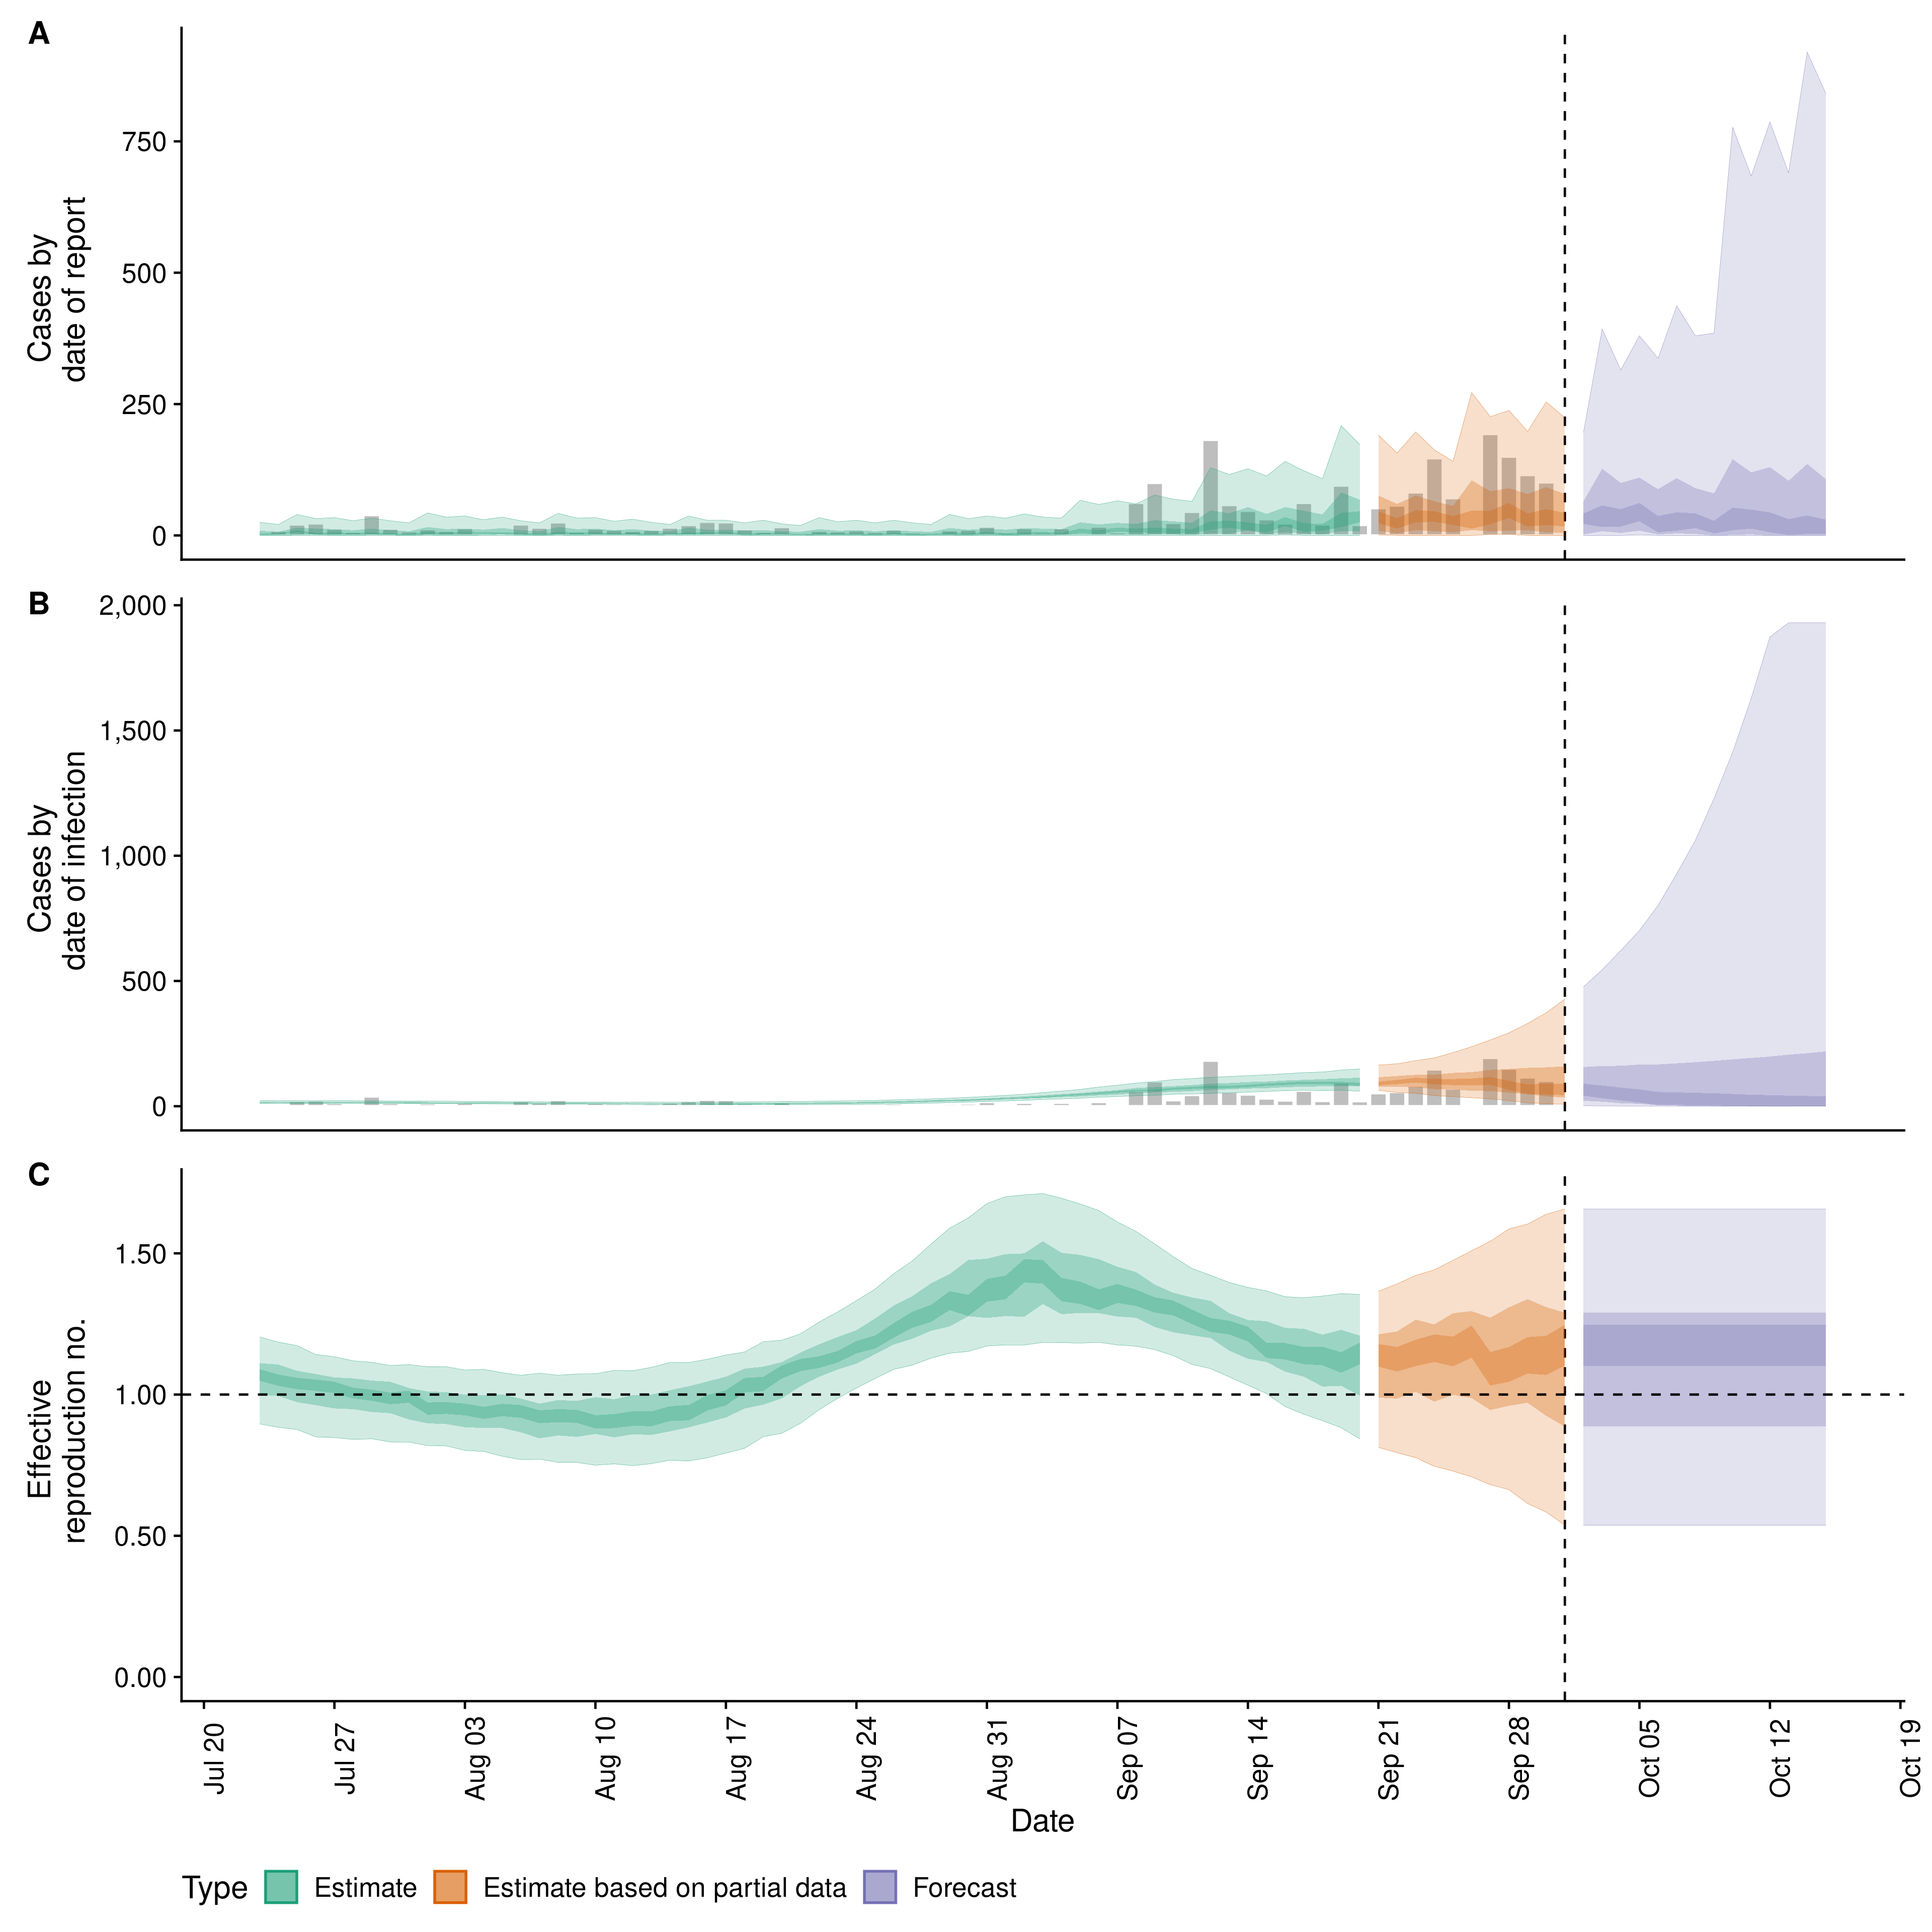 A
Cases by
date of report
750
500
250
0
B
Cases by
date of infection
2,000
1,500
1,000
500
0
C
Effective
reproduction no.
1.50
1.00
0.50
0.00
Jul 20
Jul 27
Aug 03
Aug 10
Aug 17
Aug 24
Aug 31
Sep 07
Sep 14
Sep 21
Sep 28
Oct 05
Oct 12
Oct 19
Date
Type Estimate Estimate based on partial data Forecast